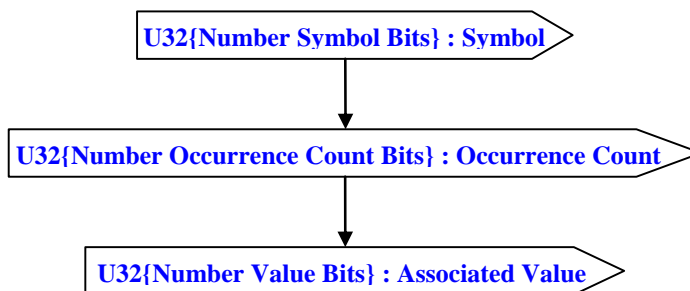 U32{Number Symbol Bits} : Symbol
U32{Number Occurrence Count Bits} : Occurrence Count
U32{Number Value Bits} : Associated Value